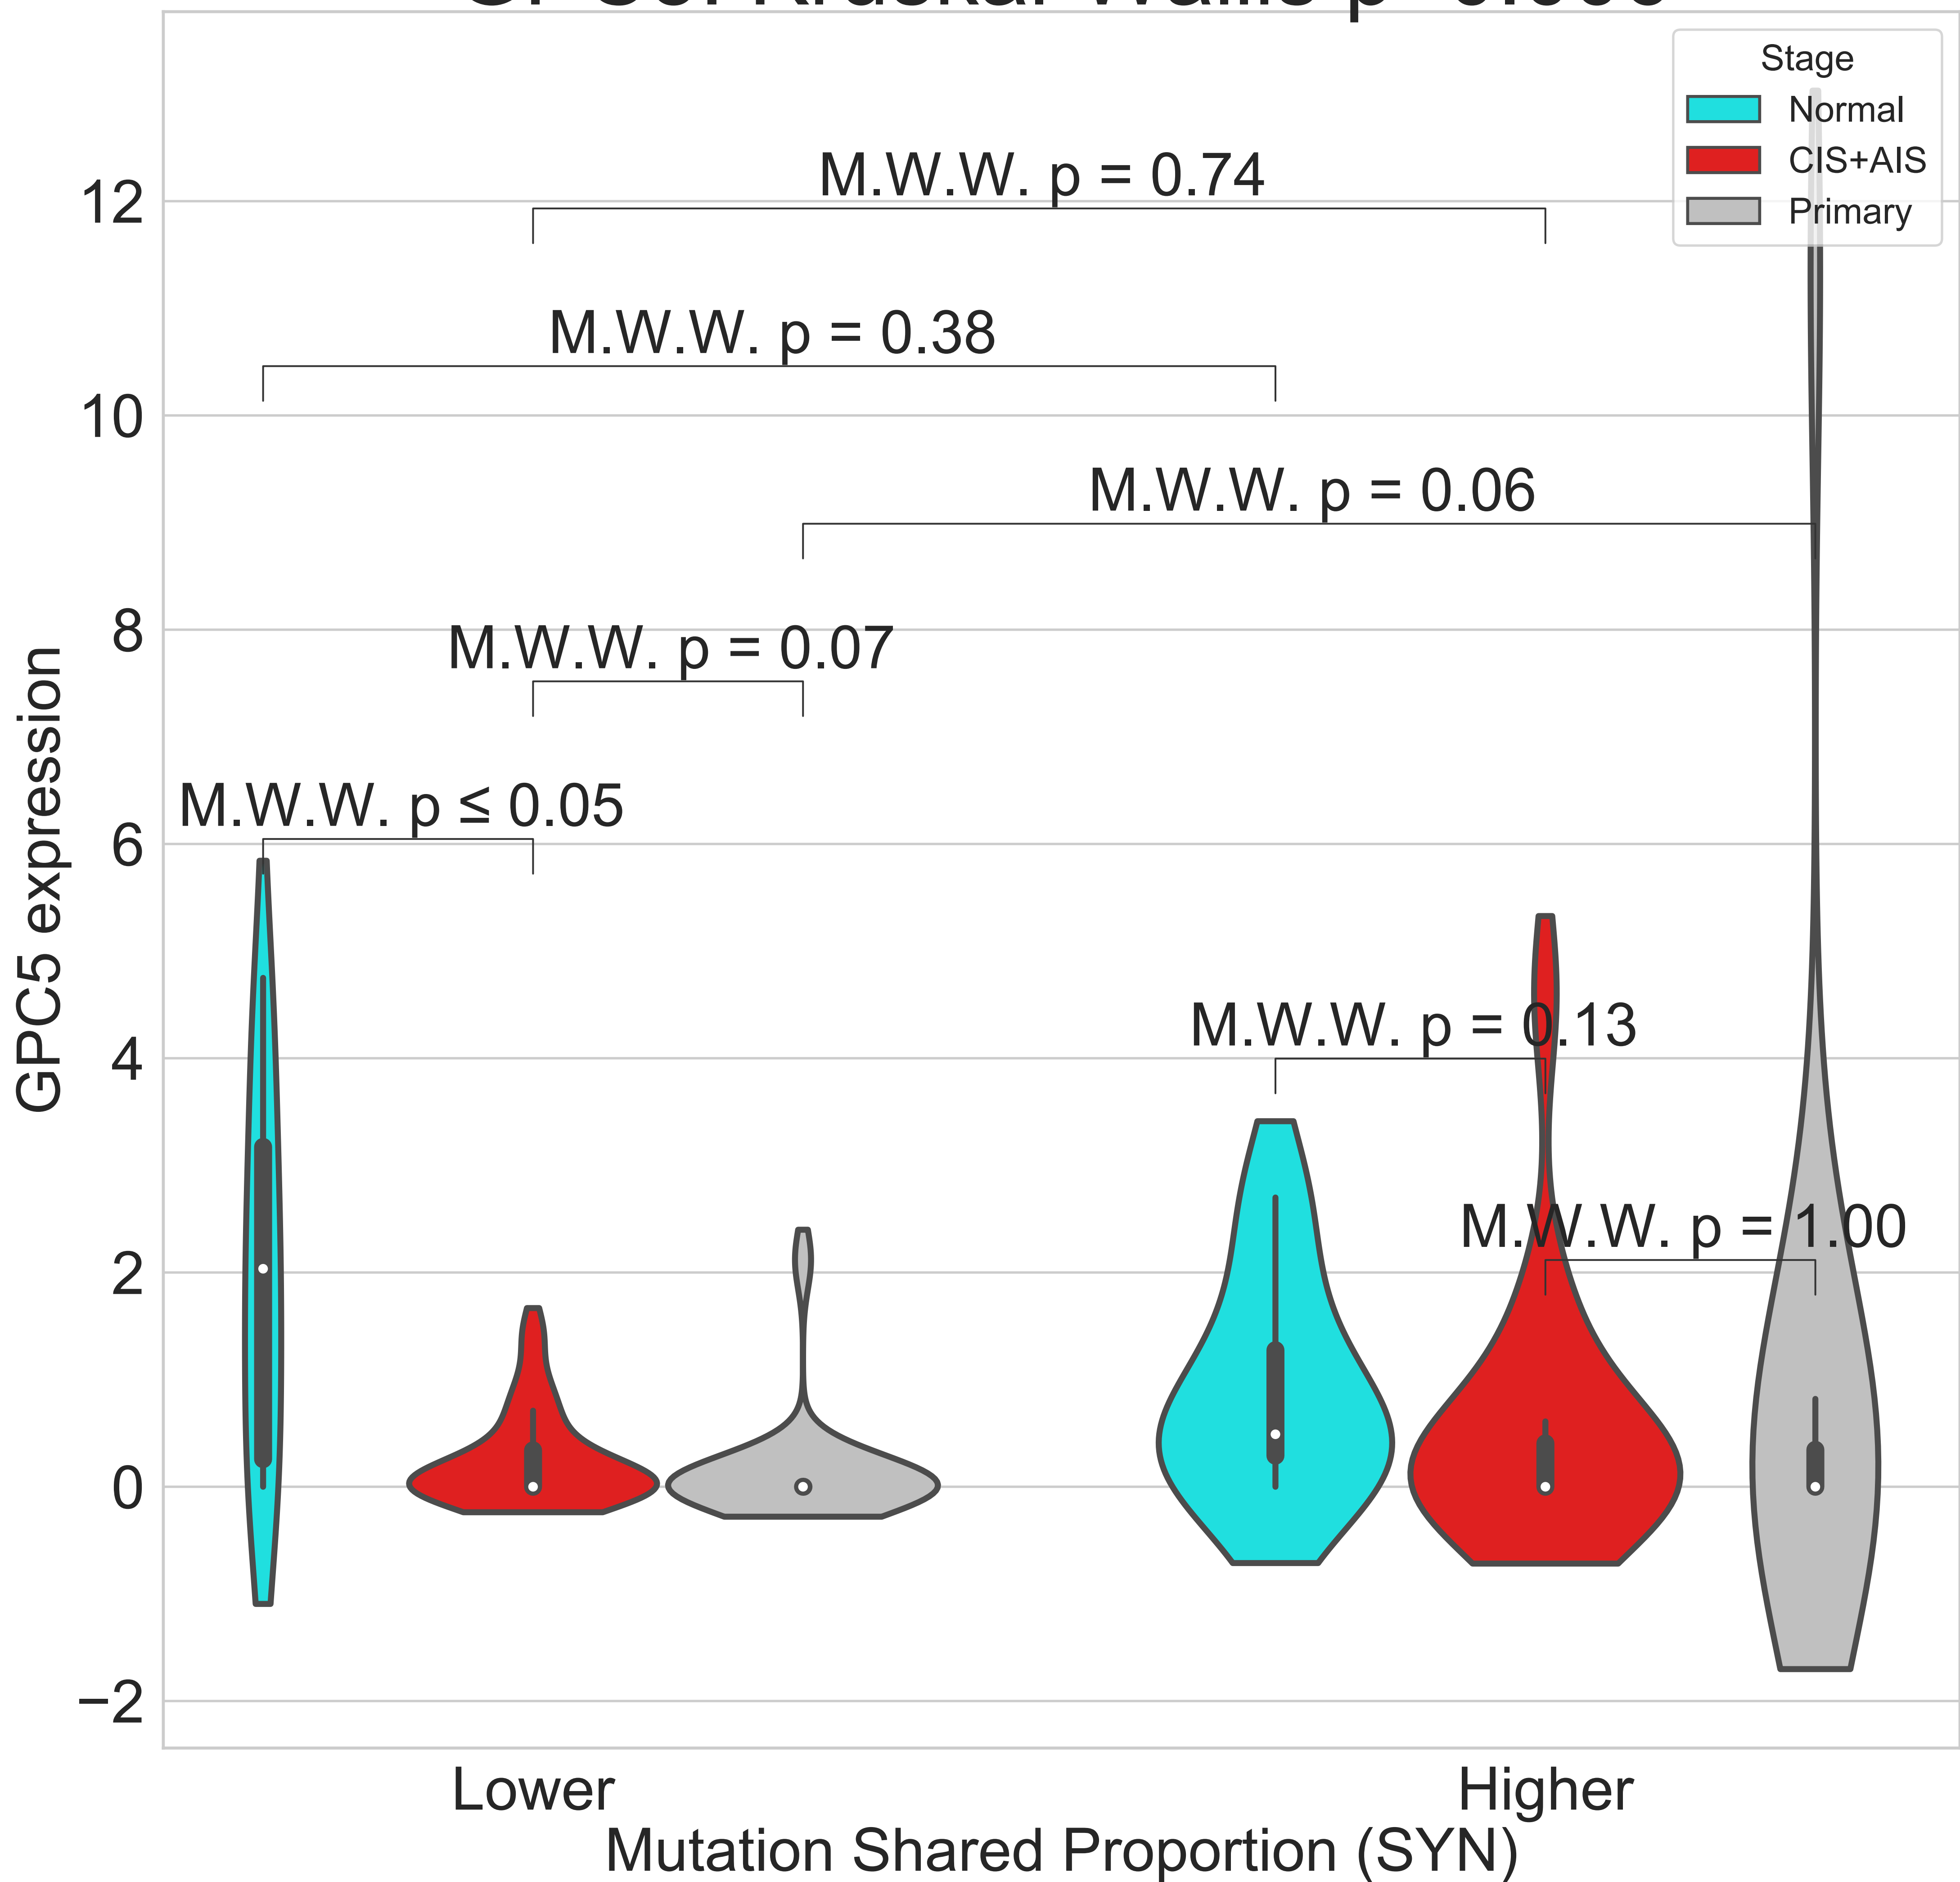 Stage
Normal
CIS+AIS
Primary
M.W.W. p = 0.74
M.W.W. p = 0.38
M.W.W. p = 0.06
M.W.W. p = 0.07
M.W.W. p ≤ 0.05
M.W.W. p = 0.13
M.W.W. p = 1.00
12
10
8
6
4
2
0
−2
GPC5 expression
Lower
Higher
Mutation Shared Proportion (SYN)